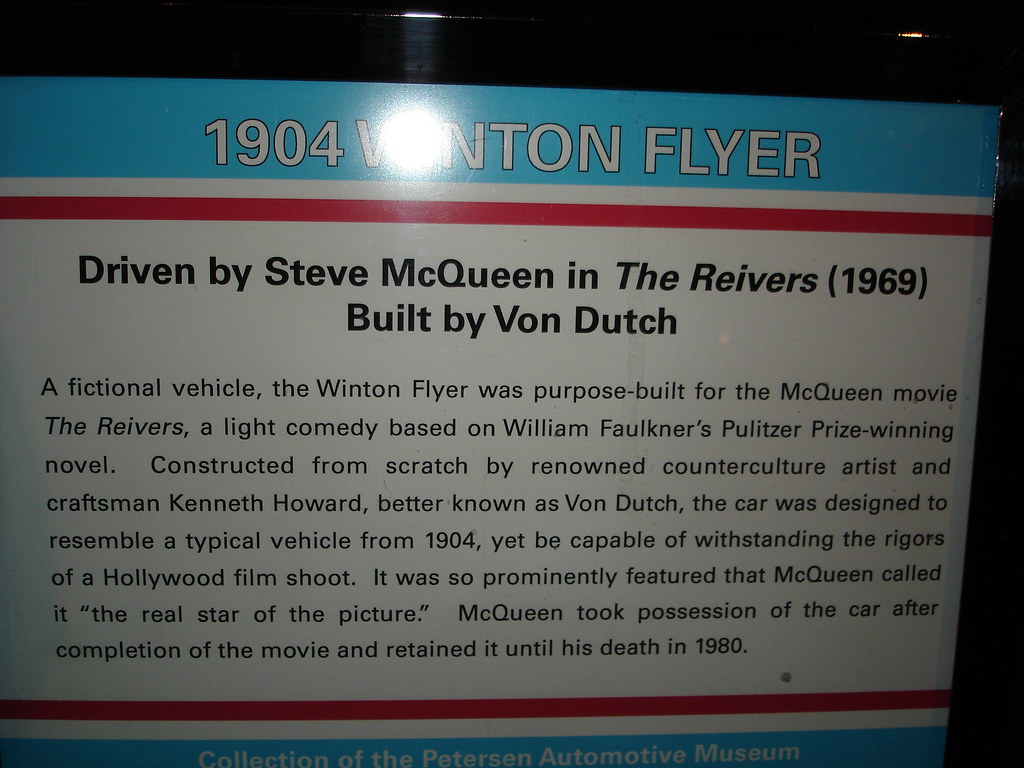 1904 WINTON FLYER
Driven by Steve McQueen in The Reivers (1969)
Built by Von Dutch
A fictional vehicle, the Winton Flyer was purpose-built for the McQueen movie
The Reivers, a light comedy based on William Faulkner's Pulitzer Prize-winning
novel. Constructed from scratch by renowned counterculture artist and
craftsman Kenneth Howard, better known as Von Dutch, the car was designed to
resemble a typical vehicle from 1904, yet be capable of withstanding the rigors
of a Hollywood film shoot. It was so prominently featured that McQueen called
it “the real star of the picture.” McQueen took possession of the car after
completion of the movie and retained it until his death in 1980.
Collection of the Petersen Automotive Museum